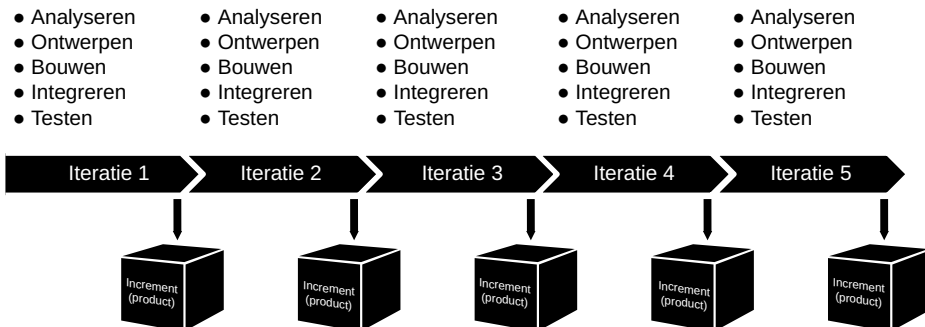 ● Analyseren
● Ontwerpen
● Bouwen
● Integreren
● Testen
● Analyseren
● Ontwerpen
● Bouwen
● Integreren
● Testen
● Analyseren
● Ontwerpen
● Bouwen
● Integreren
● Testen
● Analyseren
● Ontwerpen
● Bouwen
● Integreren
● Testen
● Analyseren
● Ontwerpen
● Bouwen
● Integreren
● Testen
Iteratie 1
Iteratie 2
Iteratie 3
Iteratie 4
Iteratie 5
Increment
(product)
Increment
(product)
Increment
(product)
Increment
(product)
Increment
(product)